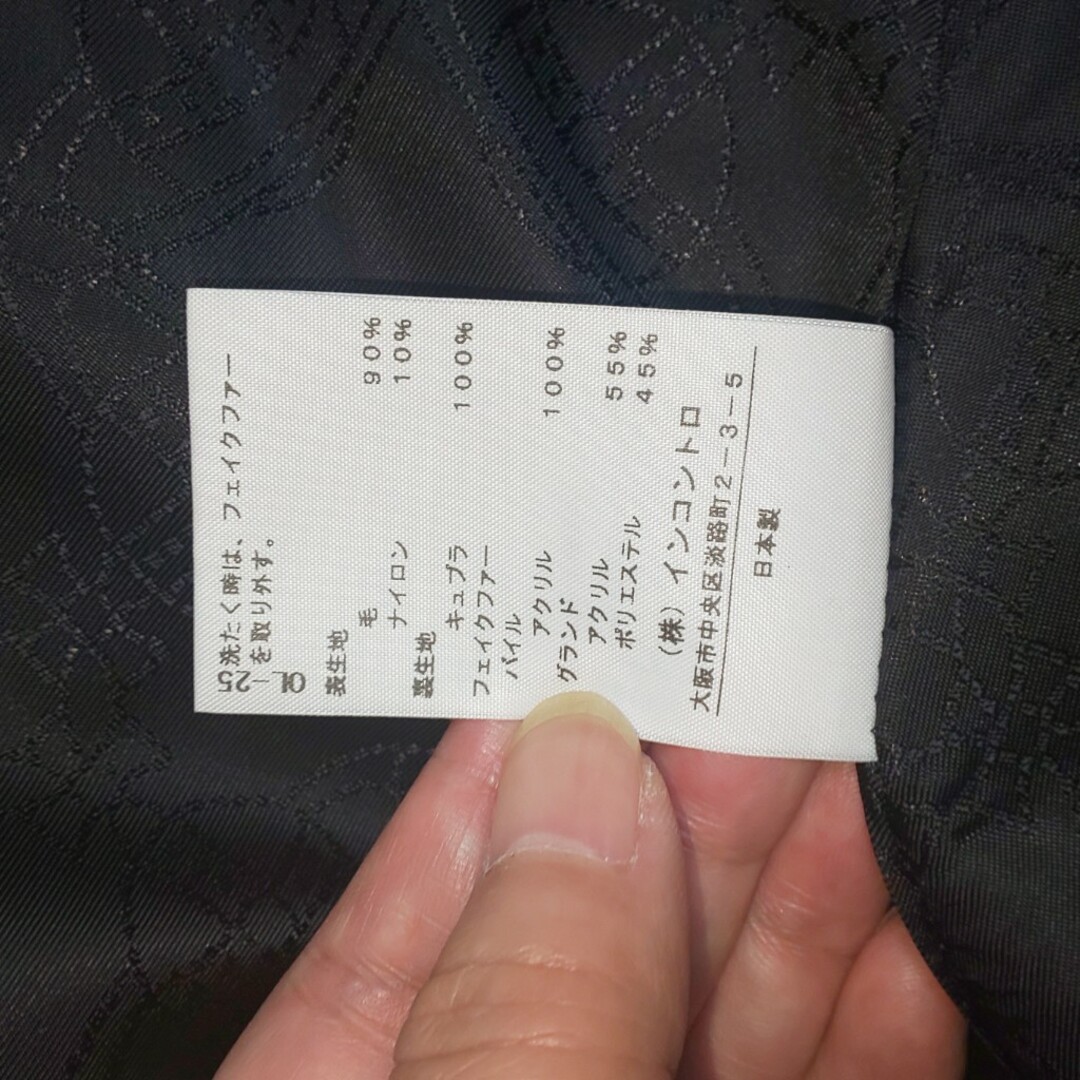 洗たく時は、フェイクファー
を取り外す。
QL-25
表生地
毛 90%
ナイロン 10%
裏生地
キュプラ 100%
フェイクファー
パイル
アクリル 100%
グランド
アクリル 55%
ポリエステル 45%
(株)インコントロ
大阪市中央区淡路町2-3-5
日本製